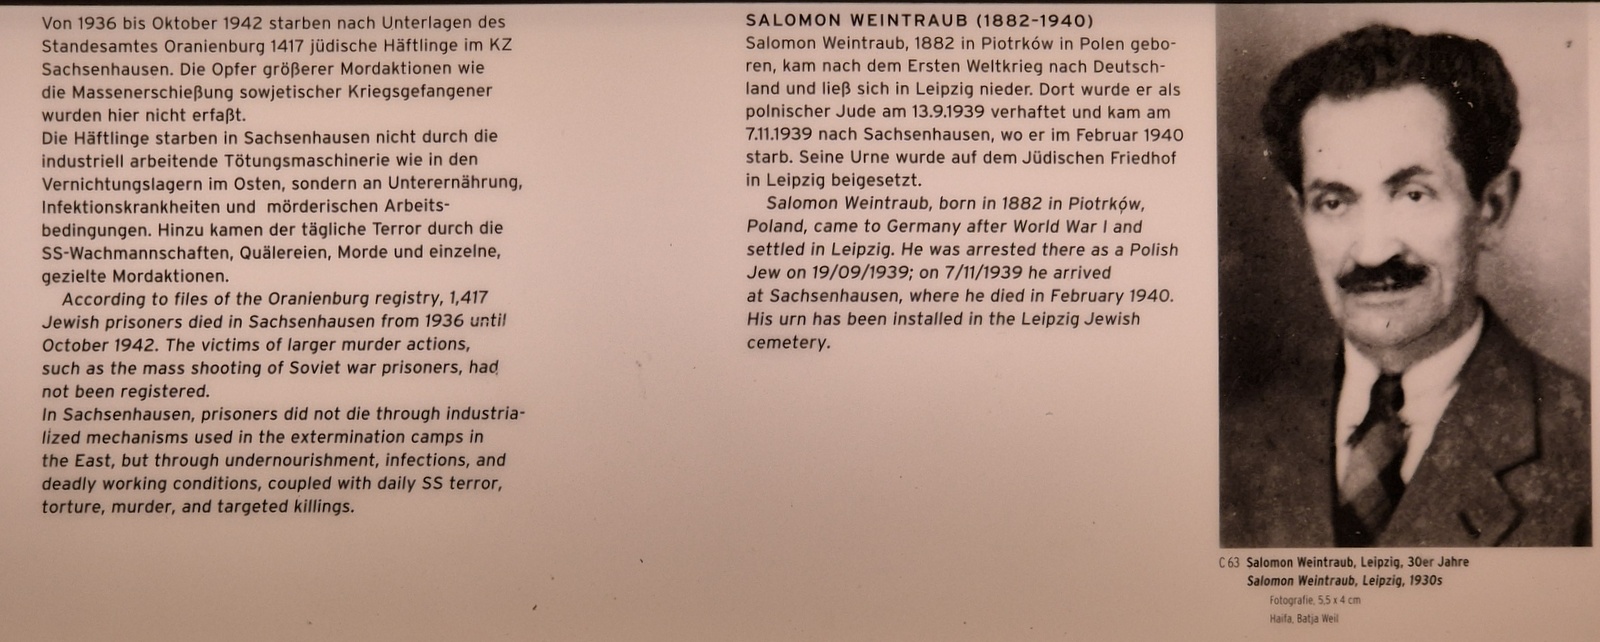 Von 1936 bis Oktober 1942 starben nach Unterlagen des
Standesamtes Oranienburg 1417 jüdische Häftlinge im KZ
Sachsenhausen. Die Opfer größerer Mordaktionen wie
die Massenerschießung sowjetischer Kriegsgefangener
wurden hier nicht erfaßt.
Die Häftlinge starben in Sachsenhausen nicht durch die
industriell arbeitende Tötungsmaschinerie wie in den
Vernichtungslagern im Osten, sondern an Unterernährung,
Infektionskrankheiten und mörderischen Arbeits-
bedingungen. Hinzu kamen der tägliche Terror durch die
SS-Wachmannschaften, Quälereien, Morde und einzelne,
gezielte Mordaktionen.
According to files of the Oranienburg registry, 1,417
Jewish prisoners died in Sachsenhausen from 1936 until
October 1942. The victims of larger murder actions,
such as the mass shooting of Soviet war prisoners, had
not been registered.
In Sachsenhausen, prisoners did not die through industria-
lized mechanisms used in the extermination camps in
the East, but through undernourishment, infections, and
deadly working conditions, coupled with daily SS terror,
torture, murder, and targeted killings.
SALOMON WEINTRAUB (1882-1940)
Salomon Weintraub, 1882 in Piotrków in Polen gebo-
ren, kam nach dem Ersten Weltkrieg nach Deutsch-
land und ließ sich in Leipzig nieder. Dort wurde er als
polnischer Jude am 13.9.1939 verhaftet und kam am
7.11.1939 nach Sachsenhausen, wo er im Februar 1940
starb. Seine Urne wurde auf dem Jüdischen Friedhof
in Leipzig beigesetzt.
Salomon Weintraub, born in 1882 in Piotrków,
Poland, came to Germany after World War I and
settled in Leipzig. He was arrested there as a Polish
Jew on 19/09/1939; on 7/11/1939 he arrived
at Sachsenhausen, where he died in February 1940.
His urn has been installed in the Leipzig Jewish
cemetery.
C 63 Salomon Weintraub, Leipzig, 30er Jahre
Salomon Weintraub, Leipzig, 1930s
Fotografie, 5,5 x 4 cm
Haifa, Batja Weil